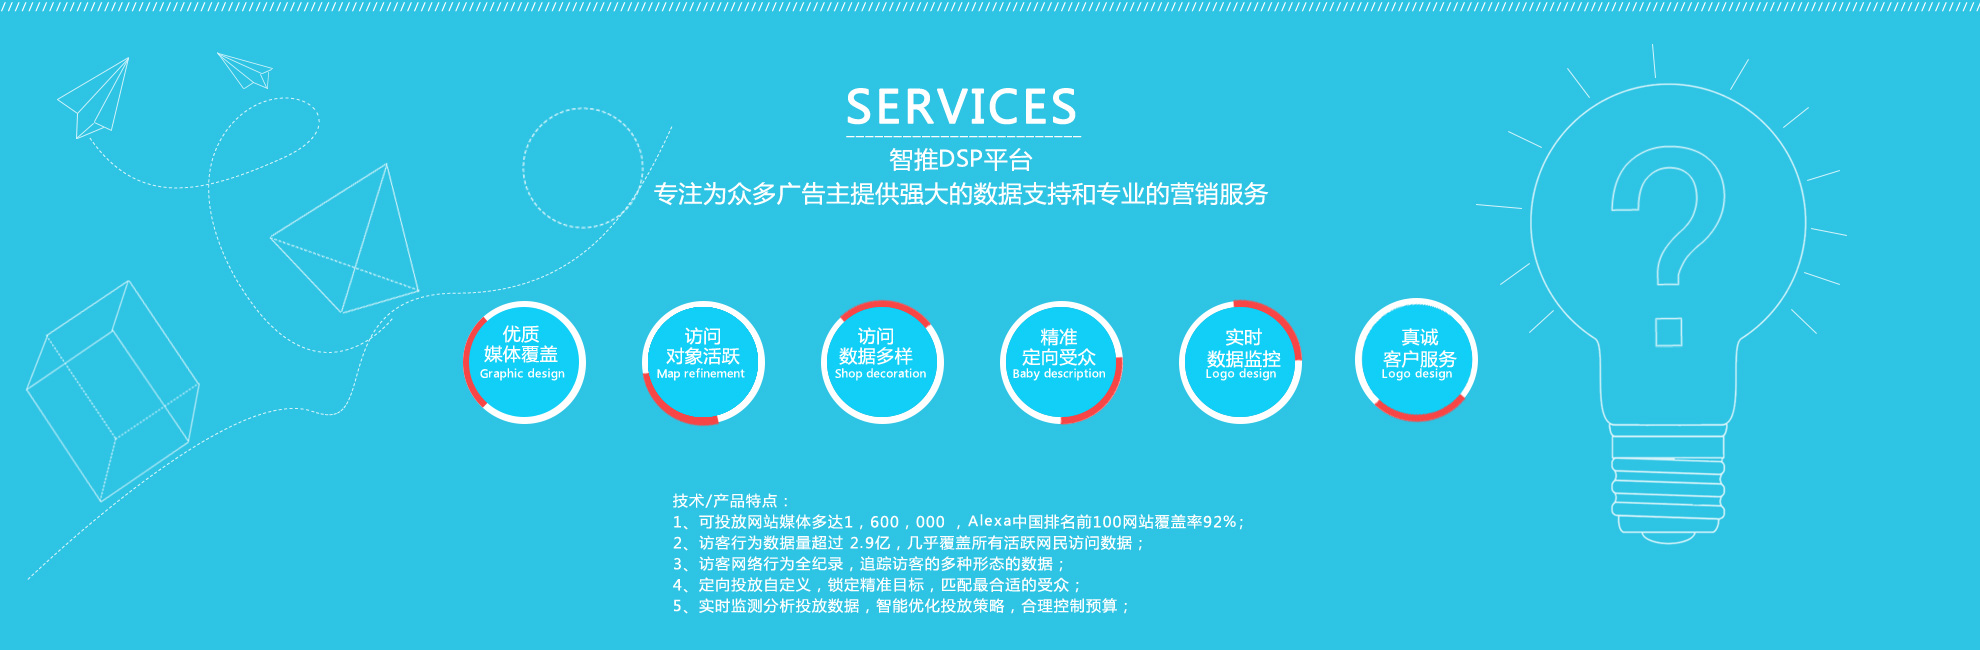 SERVICES
智推DSP平台
专注为众多广告主提供强大的数据支持和专业的营销服务
优质
媒体覆盖
Graphic design
访问
对象活跃
Map refinement
访问
数据多样
Shop decoration
精准
定向受众
Baby description
实时
数据监控
Logo design
真诚
客户服务
Logo design
?
技术/产品特点：
1、可投放网站媒体多达1，600，000 ，Alexa中国排名前100网站覆盖率92%；
2、访客行为数据量超过 2.9亿，几乎覆盖所有活跃网民访问数据；
3、访客网络行为全纪录，追踪访客的多种形态的数据；
4、定向投放自定义，锁定精准目标，匹配最合适的受众；
5、实时监测分析投放数据，智能优化投放策略，合理控制预算；